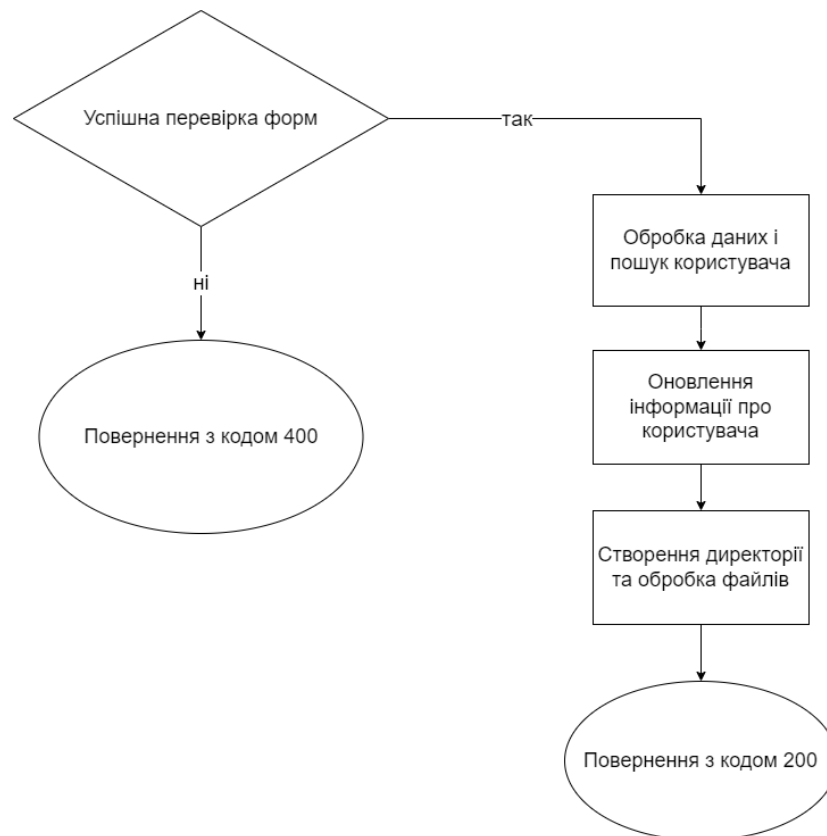 Успішна перевірка форм
так
Обробка даних і
пошук користувача
ні
Оновлення
інформації про
користувача
Повернення з кодом 400
Створення директорії
та обробка файлів
Повернення з кодом 200